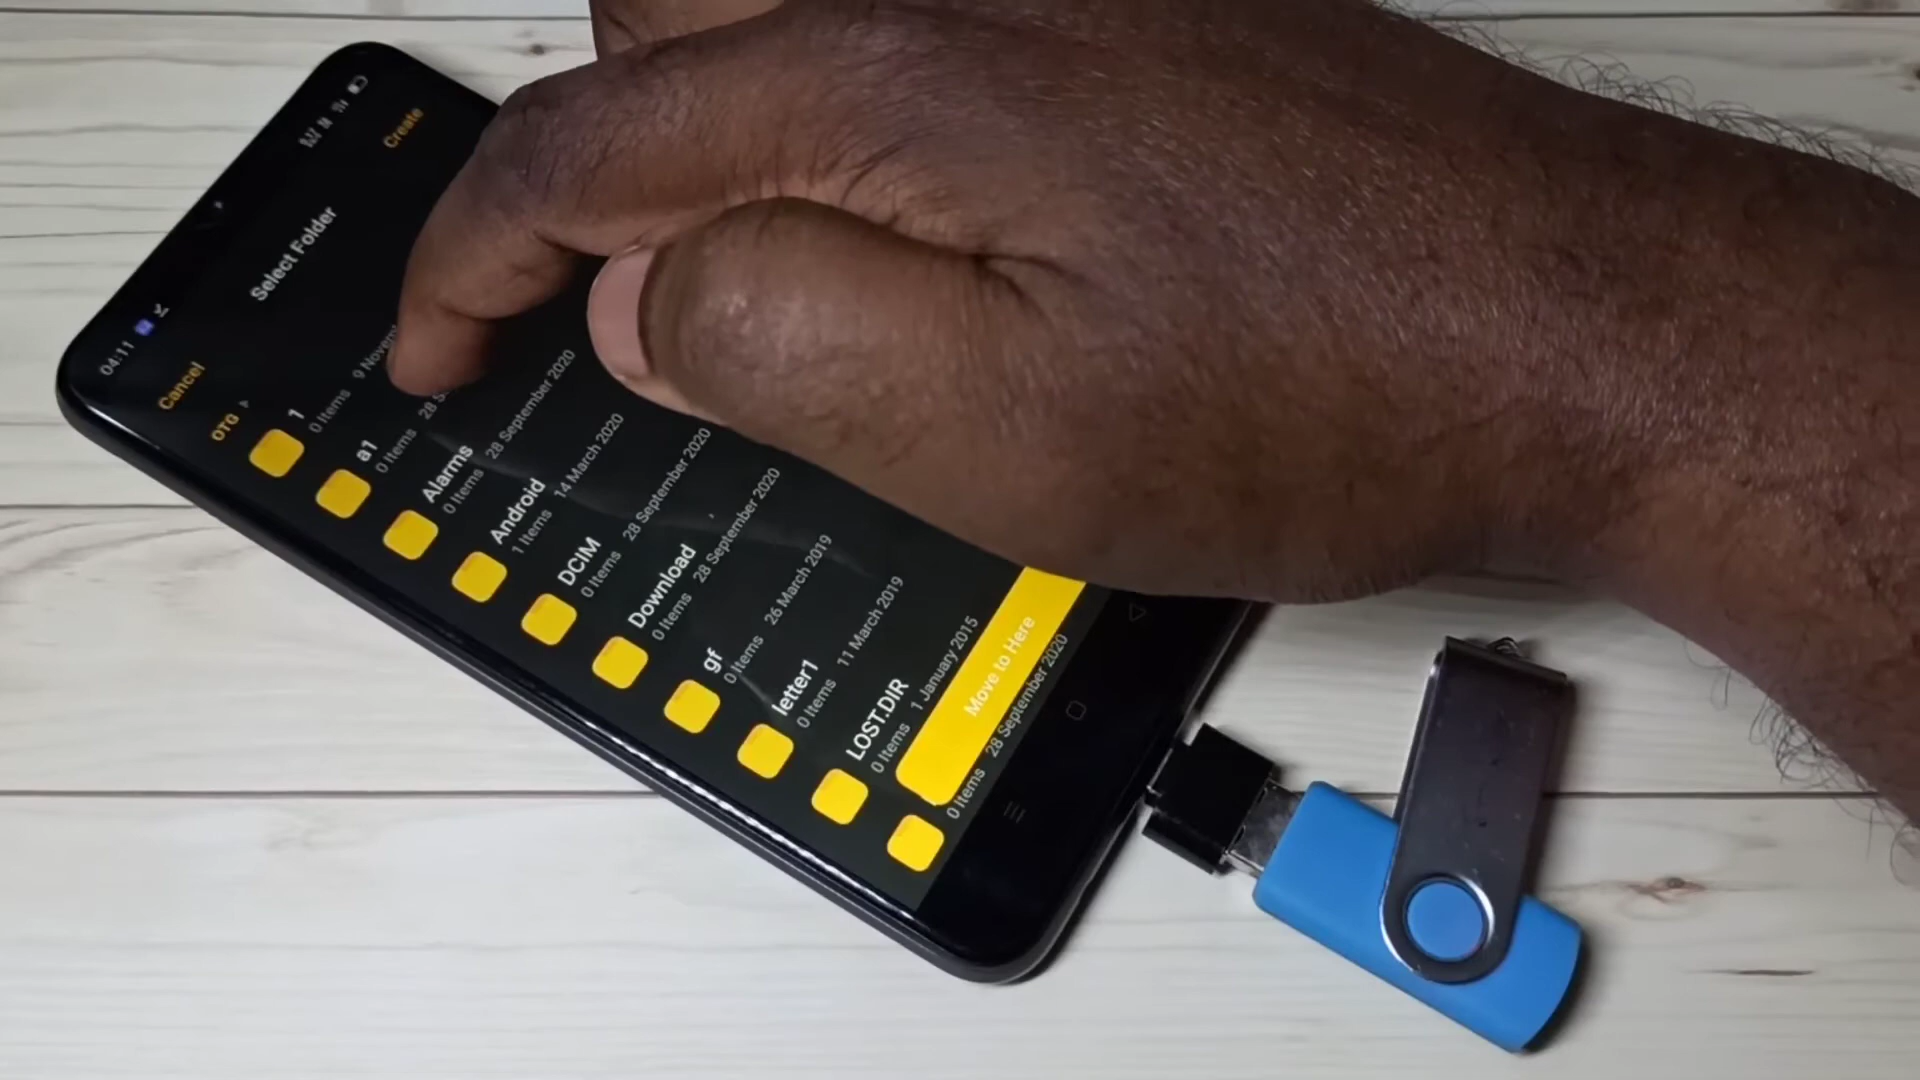 04:11
Cancel
Select Folder
Create
OTG
1
0 Items 9
a1
0 Items 28
Alarms
0 Items 28 September 2020
Android
1 Items 14 March 2020
DCIM
0 Items 28 September 2020
Download
0 Items 28 September 2020
gf
0 Items 26 March 2019
letter1
0 Items 11 March 2019
LOST.DIR
0 Items 1 January 2015
Move to Here
0 Items 28 September 2020